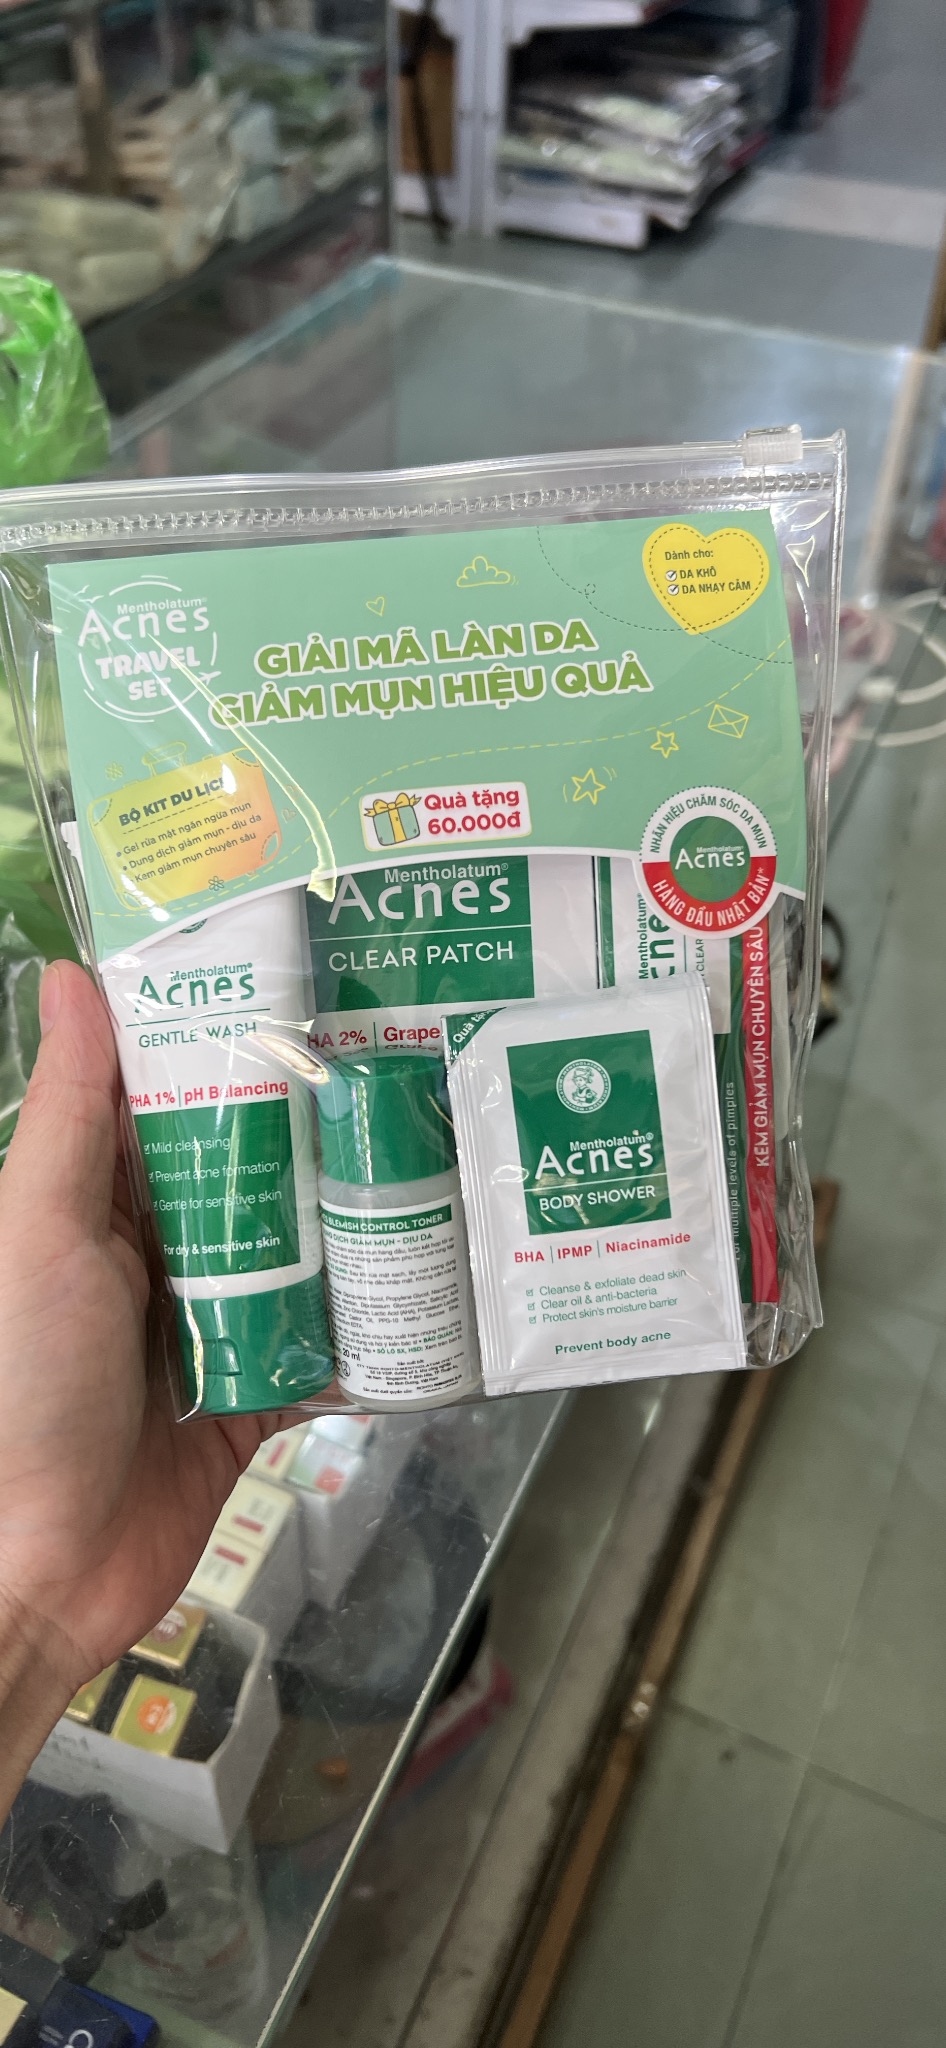 Dành cho:
DA KHÔ
DA NHẠY CẢM
Mentholatum®
Acnes
TRAVEL
SET
GIẢI MÃ LÀN DA
GIẢM MỤN HIỆU QUẢ
BỘ KIT DU LỊCH
• Gel rửa mặt ngăn ngừa mụn
• Dung dịch giảm mụn - dịu da
• Kem giảm mụn chuyên sâu
Quà tặng
60.000đ
NHÃN HIỆU CHĂM SÓC DA MỤN
Mentholatum®
Acnes
HÀNG ĐẦU NHẬT BẢN*
Mentholatum®
Acnes
CLEAR PATCH
HA 2% | Grape
Mentholatum®
CLEAR
KEM GIẢM MỤN CHUYÊN SÂU
For multiple levels of pimples
Mentholatum®
Acnes
GENTLE WASH
PHA 1% | pH Balancing
Mild cleansing
Prevent acne formation
Gentle for sensitive skin
For dry & sensitive skin
BLEMISH CONTROL TONER
DỊCH GIẢM MỤN - DỊU DA
20 ml
Quà
Mentholatum®
Acnes
BODY SHOWER
BHA | IPMP | Niacinamide
Cleanse & exfoliate dead skin
Clear oil & anti-bacteria
Protect skin's moisture barrier
Prevent body acne